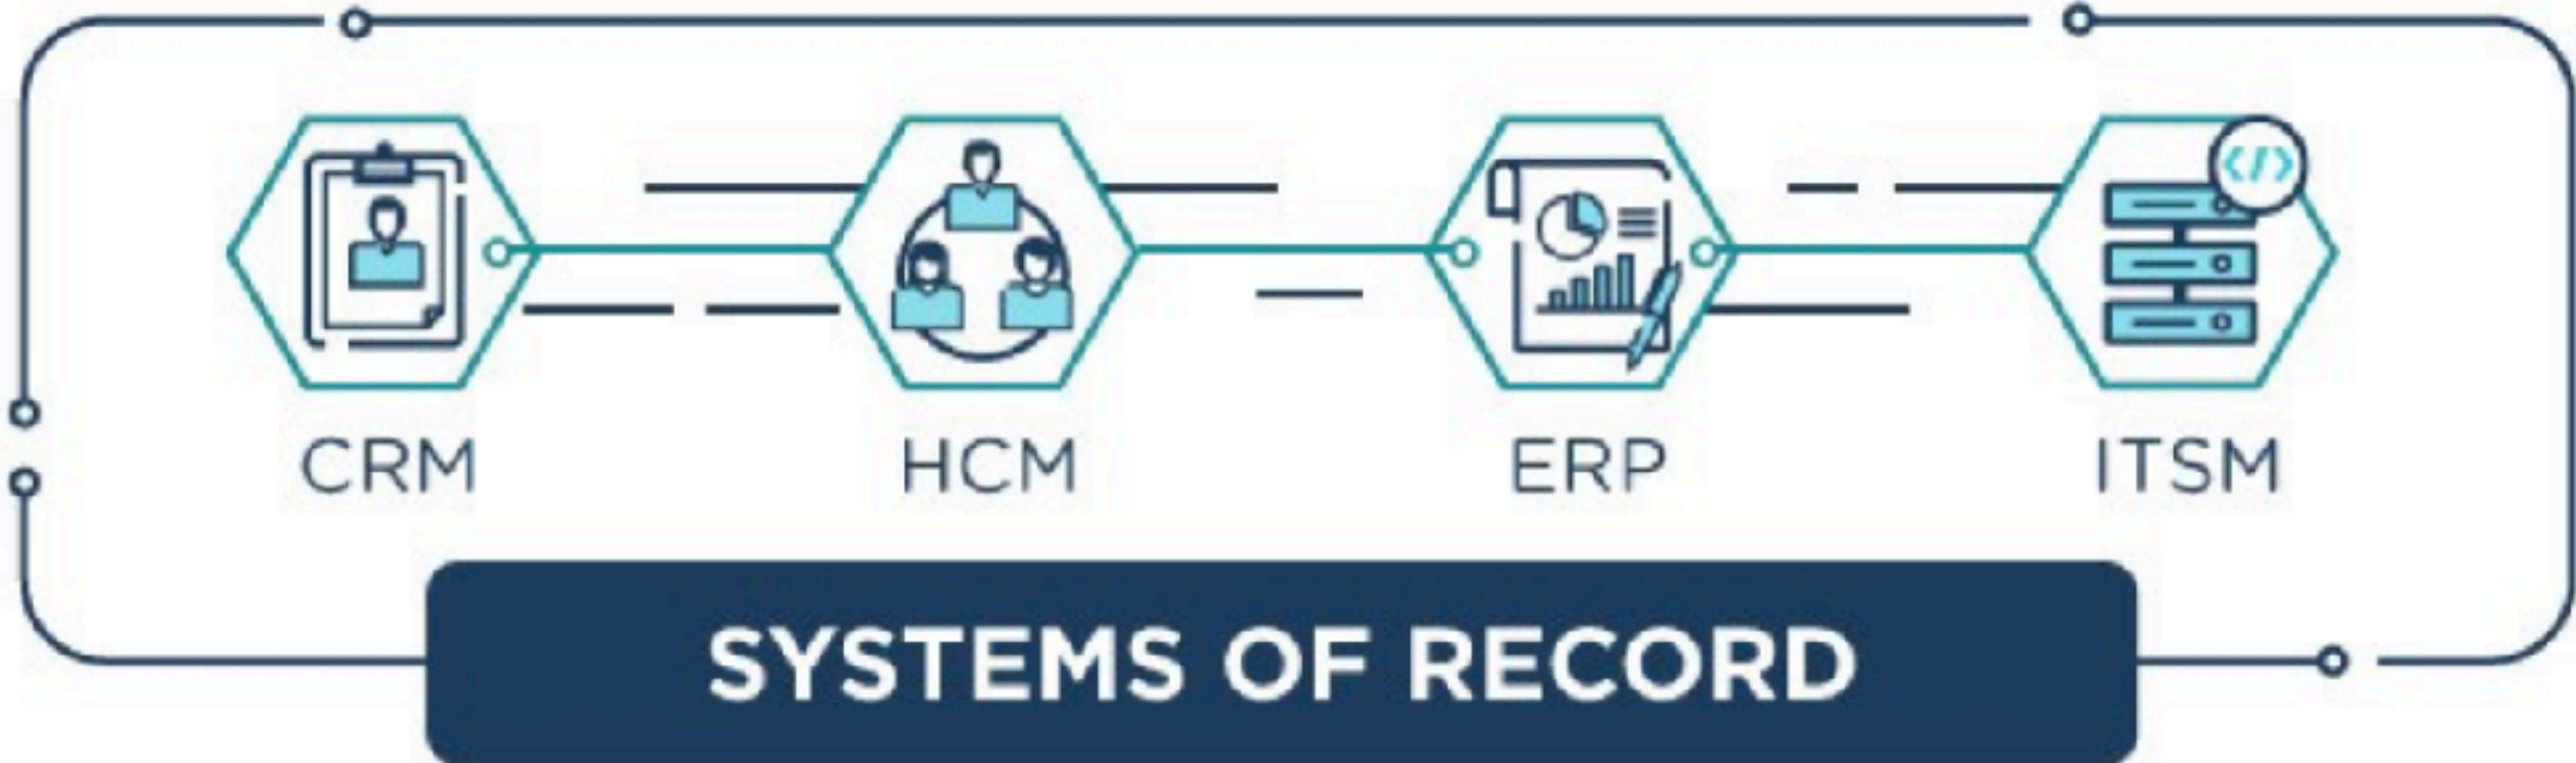 CRM
HCM
ERP
</>
ITSM
SYSTEMS OF RECORD